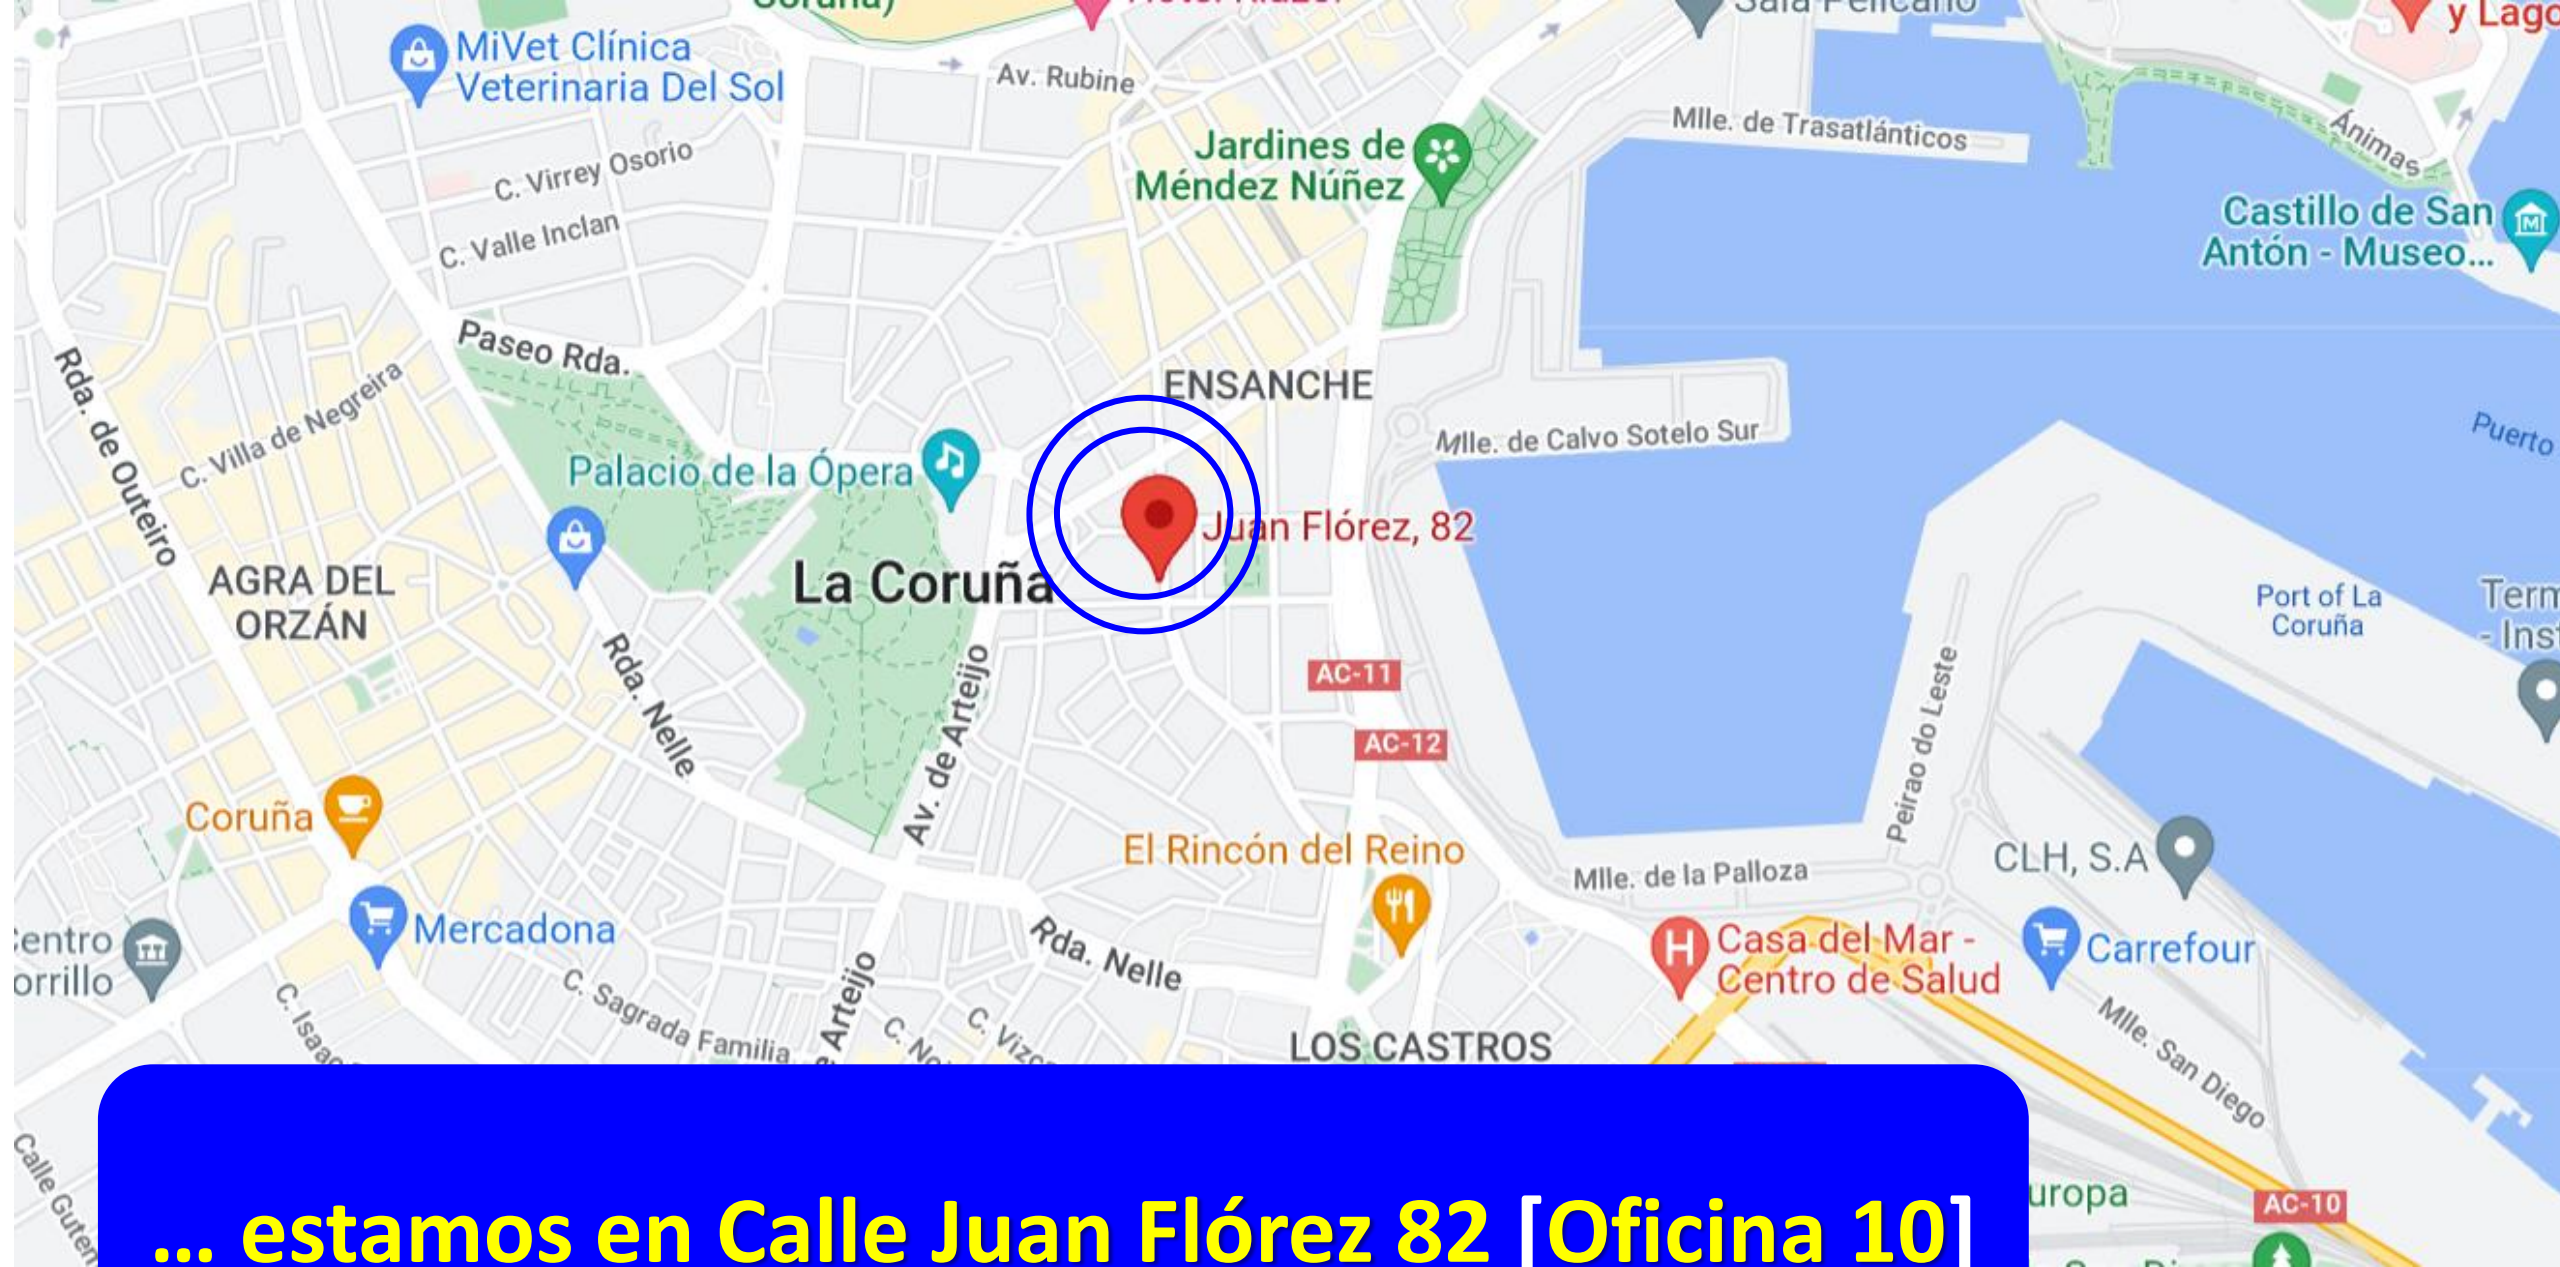 MiVet Clínica
Veterinaria Del Sol
Av. Rubine
y Lago
Mlle. de Trasatlánticos
Ánimas
Jardines de
Méndez Núñez
C. Virrey Osorio
C. Valle Inclan
Castillo de San
Antón - Museo...
Paseo Rda.
Rda. de Outeiro
C. Villa de Negreira
ENSANCHE
Mlle. de Calvo Sotelo Sur
Puerto
Palacio de la Ópera
Juan Flórez, 82
La Coruña
AGRA DEL
ORZÁN
Port of La
Coruña
Rda. Nelle
Av. de Arteijo
AC-11
AC-12
Peirao do Leste
Coruña
El Rincón del Reino
Mlle. de la Palloza
CLH, S.A
Mercadona
Rda. Nelle
Casa del Mar -
Centro de Salud
Carrefour
C. Sagrada Familia
Arteijo
LOS CASTROS
Mlle. San Diego
AC-10
... estamos en Calle Juan Flórez 82 [Oficina 10]